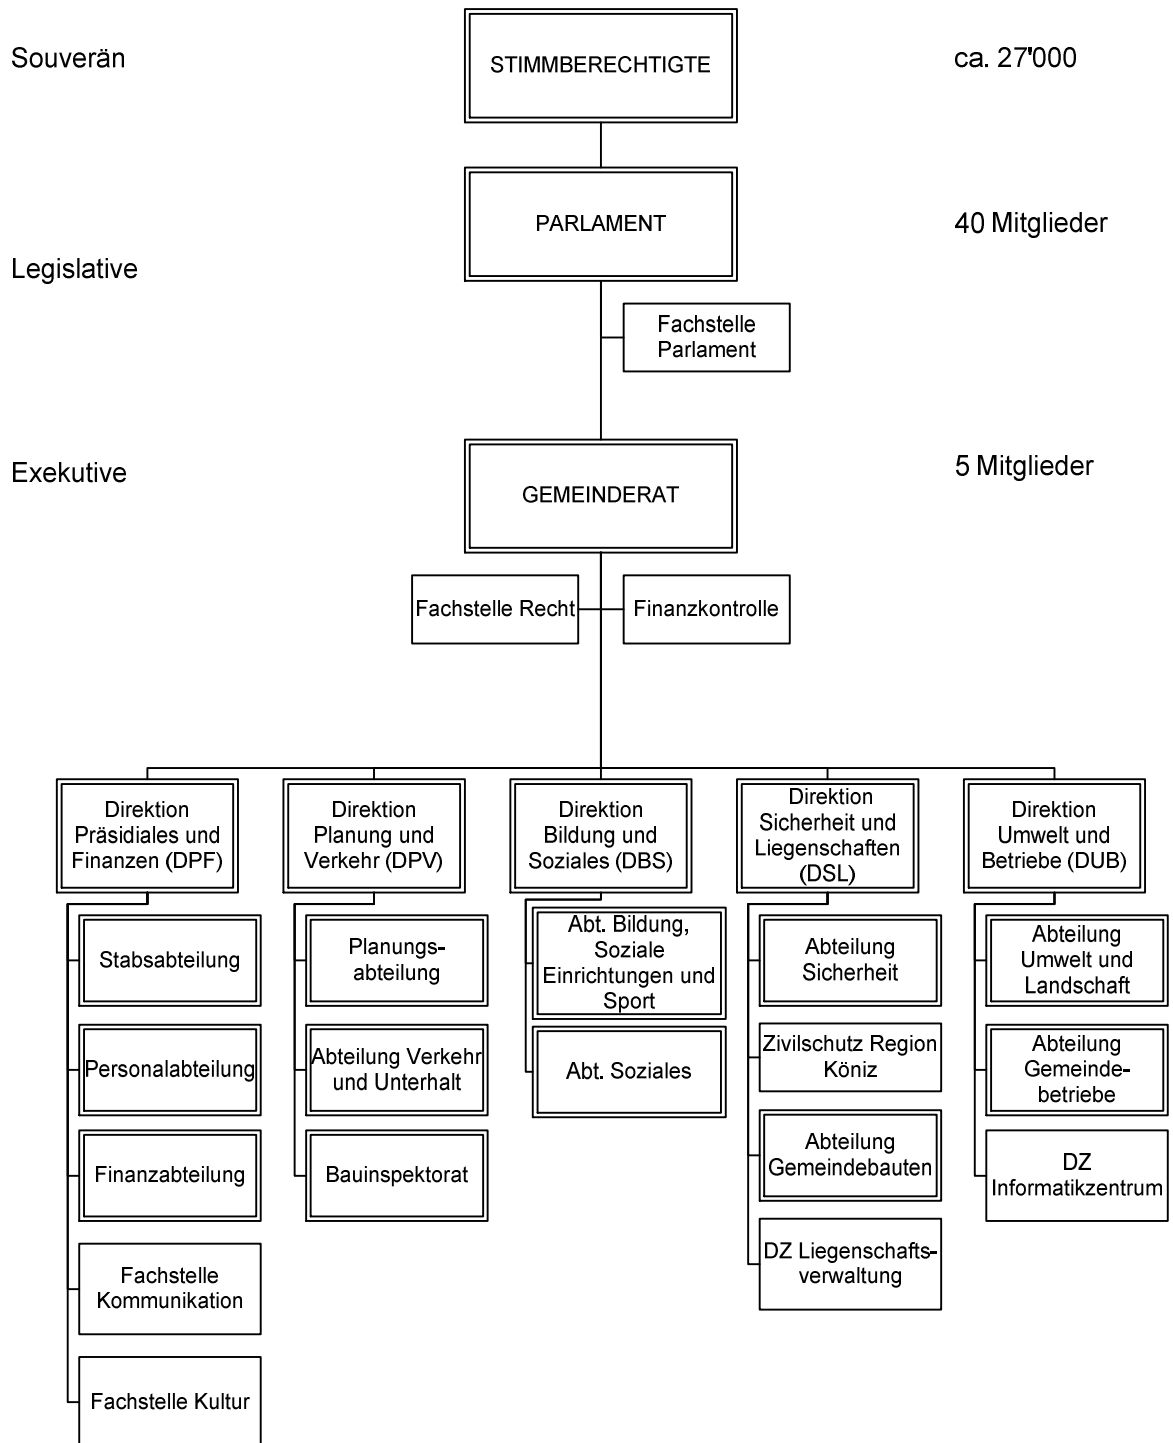 Souverän
STIMMBERECHTIGTE
ca. 27'000
PARLAMENT
40 Mitglieder
Legislative
Fachstelle
Parlament
Exekutive
GEMEINDERAT
5 Mitglieder
Fachstelle Recht
Finanzkontrolle
Direktion
Präsidiales und
Finanzen (DPF)
Direktion
Planung und
Verkehr (DPV)
Direktion
Bildung und
Soziales (DBS)
Direktion
Sicherheit und
Liegenschaften
(DSL)
Direktion
Umwelt und
Betriebe (DUB)
Stabsabteilung
Personalabteilung
Finanzabteilung
Fachstelle
Kommunikation
Fachstelle Kultur
Planungs-
abteilung
Abteilung Verkehr
und Unterhalt
Bauinspektorat
Abt. Bildung,
Soziale
Einrichtungen und
Sport
Abt. Soziales
Abteilung
Sicherheit
Zivilschutz Region
Köniz
Abteilung
Gemeindebauten
DZ Liegenschafts-
verwaltung
Abteilung
Umwelt und
Landschaft
Abteilung
Gemeinde-
betriebe
DZ
Informatikzentrum